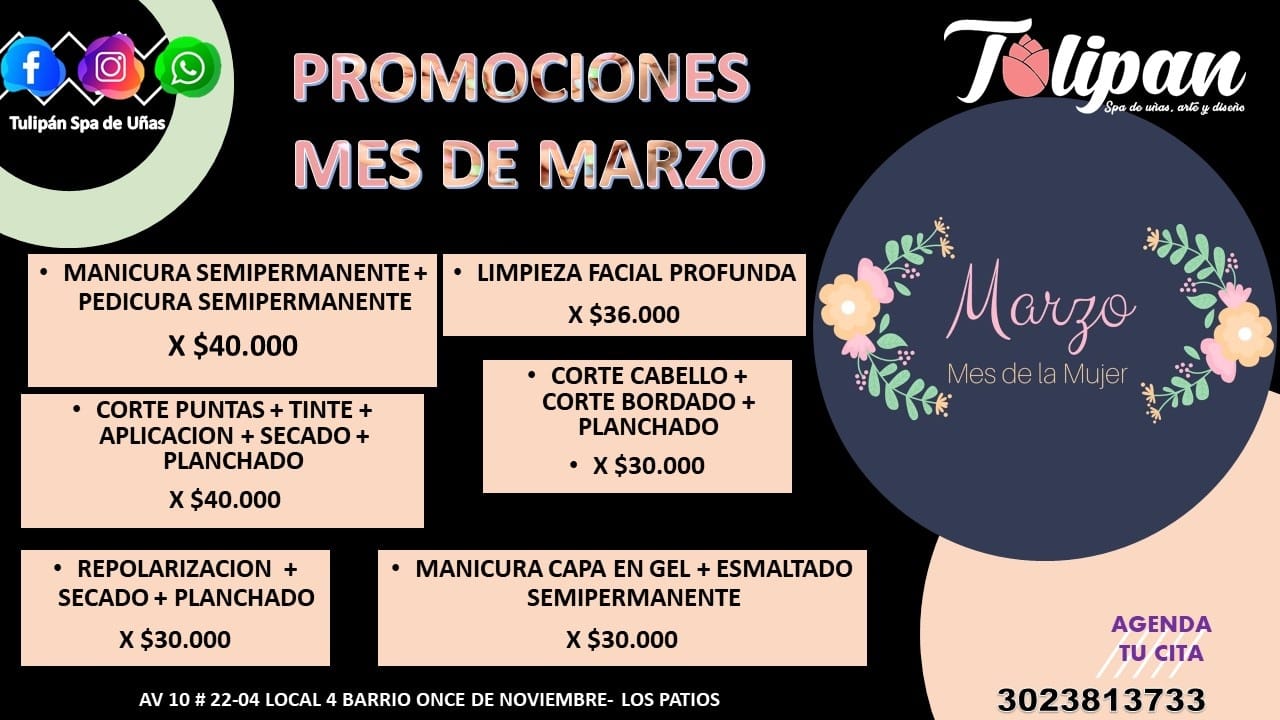 Tulipán Spa de Uñas
PROMOCIONES
MES DE MARZO
Tulipan
Spa de uñas, arte y diseño
• MANICURA SEMIPERMANENTE +
PEDICURA SEMIPERMANENTE
X $40.000
• LIMPIEZA FACIAL PROFUNDA
X $36.000
• CORTE PUNTAS + TINTE +
APLICACION + SECADO +
PLANCHADO
X $40.000
• CORTE CABELLO +
CORTE BORDADO +
PLANCHADO
• X $30.000
• REPOLARIZACION +
SECADO + PLANCHADO
X $30.000
• MANICURA CAPA EN GEL + ESMALTADO
SEMIPERMANENTE
X $30.000
Marzo
Mes de la Mujer
AGENDA
TU CITA
3023813733
AV 10 # 22-04 LOCAL 4 BARRIO ONCE DE NOVIEMBRE- LOS PATIOS